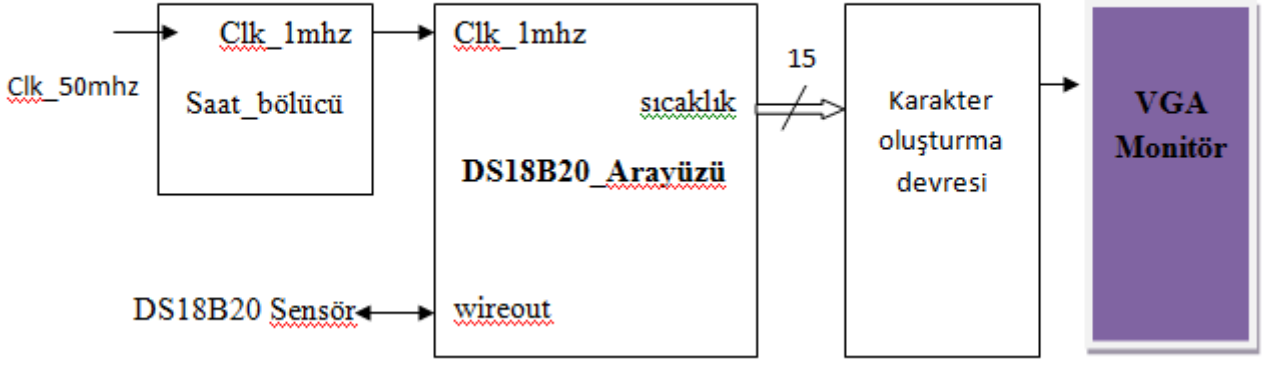 Clk_50mhz
Clk_1mhz
Saat_bölücü
Clk_1mhz
sıcaklık
DS18B20_Arayüzü
DS18B20 Sensör
wireout
15
Karakter
oluşturma
devresi
VGA
Monitör